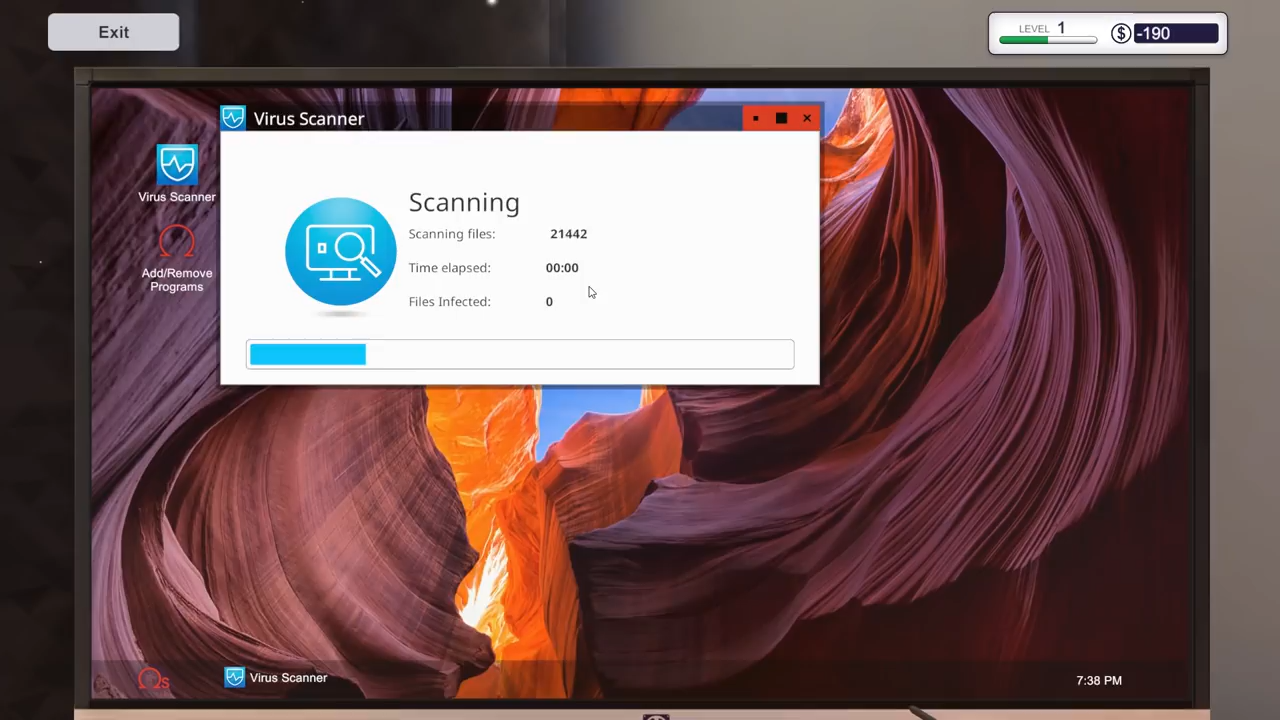 Exit
LEVEL 1
$ -190
Virus Scanner
Virus Scanner
Add/Remove
Programs
Scanning
Scanning files: 21442
Time elapsed: 00:00
Files Infected: 0
Ωs
Virus Scanner
7:38 PM